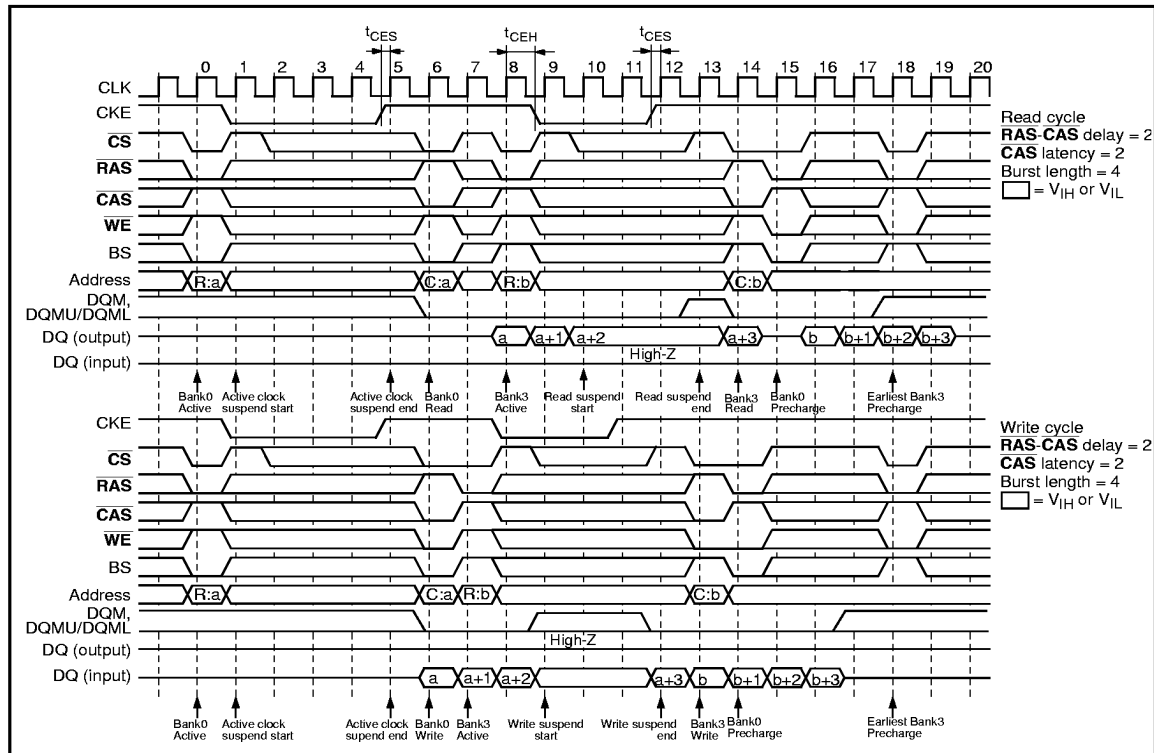 tCES tCEH tCES
0 1 2 3 4 5 6 7 8 9 10 11 12 13 14 15 16 17 18 19 20
CLK
CKE
CS
RAS
CAS
WE
BS
Address R:a C:a R:b C:b
DQM,
DQMU/DQML
DQ (output) a a+1 a+2 a+3 b b+1 b+2 b+3
High-Z
DQ (input)
Bank0 Active
Active clock suspend start
Active clock suspend end
Bank0 Read
Bank3 Active
Read suspend start
Read suspend end
Bank3 Read
Bank0 Precharge
Earliest Bank3 Precharge
Read cycle
RAS-CAS delay = 2
CAS latency = 2
Burst length = 4
= VIH or VIL
CKE
CS
RAS
CAS
WE
BS
Address R:a C:a R:b C:b
DQM,
DQMU/DQML
High-Z
DQ (output)
DQ (input) a a+1 a+2 a+3 b b+1 b+2 b+3
Bank0 Active
Active clock suspend start
Active clock supend end
Bank0 Write
Bank3 Active
Write suspend start
Write suspend end
Bank3 Write
Bank0 Precharge
Earliest Bank3 Precharge
Write cycle
RAS-CAS delay = 2
CAS latency = 2
Burst length = 4
= VIH or VIL